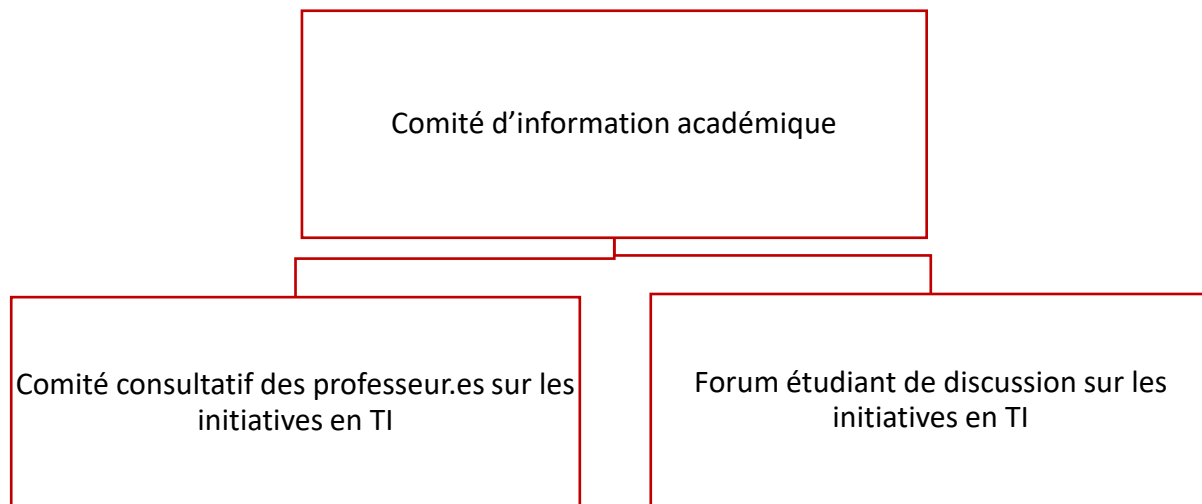 Comité d’information académique
Comité consultatif des professeur.es sur les
initiatives en TI
Forum étudiant de discussion sur les
initiatives en TI